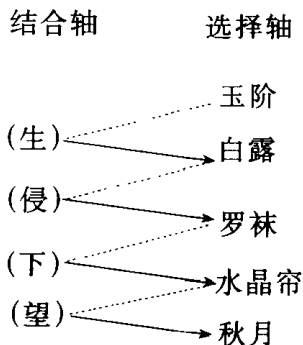 结合轴 选择轴
玉阶
(生)
白露
(侵)
罗袜
(下)
水晶帘
(望)
秋月